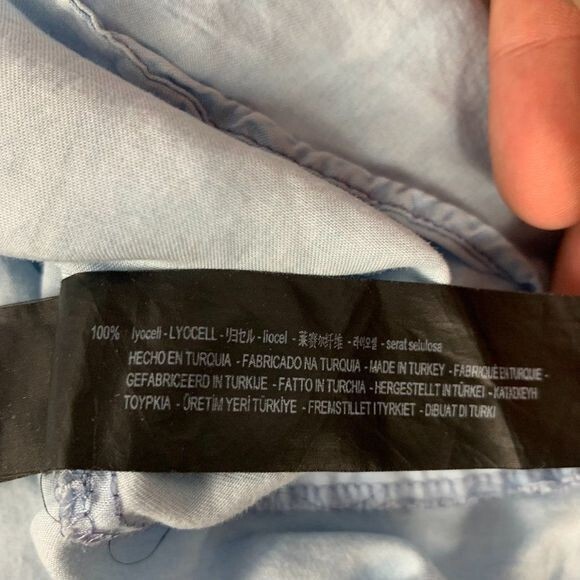 100% lyocell - LYOCELL - リヨセル - liocel - 莱赛尔纤维 - 라이오셀 - serat selulosa
HECHO EN TURQUIA - FABRICADO NA TURQUIA - MADE IN TURKEY - FABRIQUÉ EN TURQUIE -
GEFABRICEERD IN TURKIJE - FATTO IN TURCHIA - HERGESTELLT IN TÜRKEI - ΚΑΤΑΣΚΕΥΗ
ΤΟΥΡΚΙΑ - ÜRETİM YERİ TÜRKİYE - FREMSTILLET I TYRKIET - DIBUAT DI TURKI